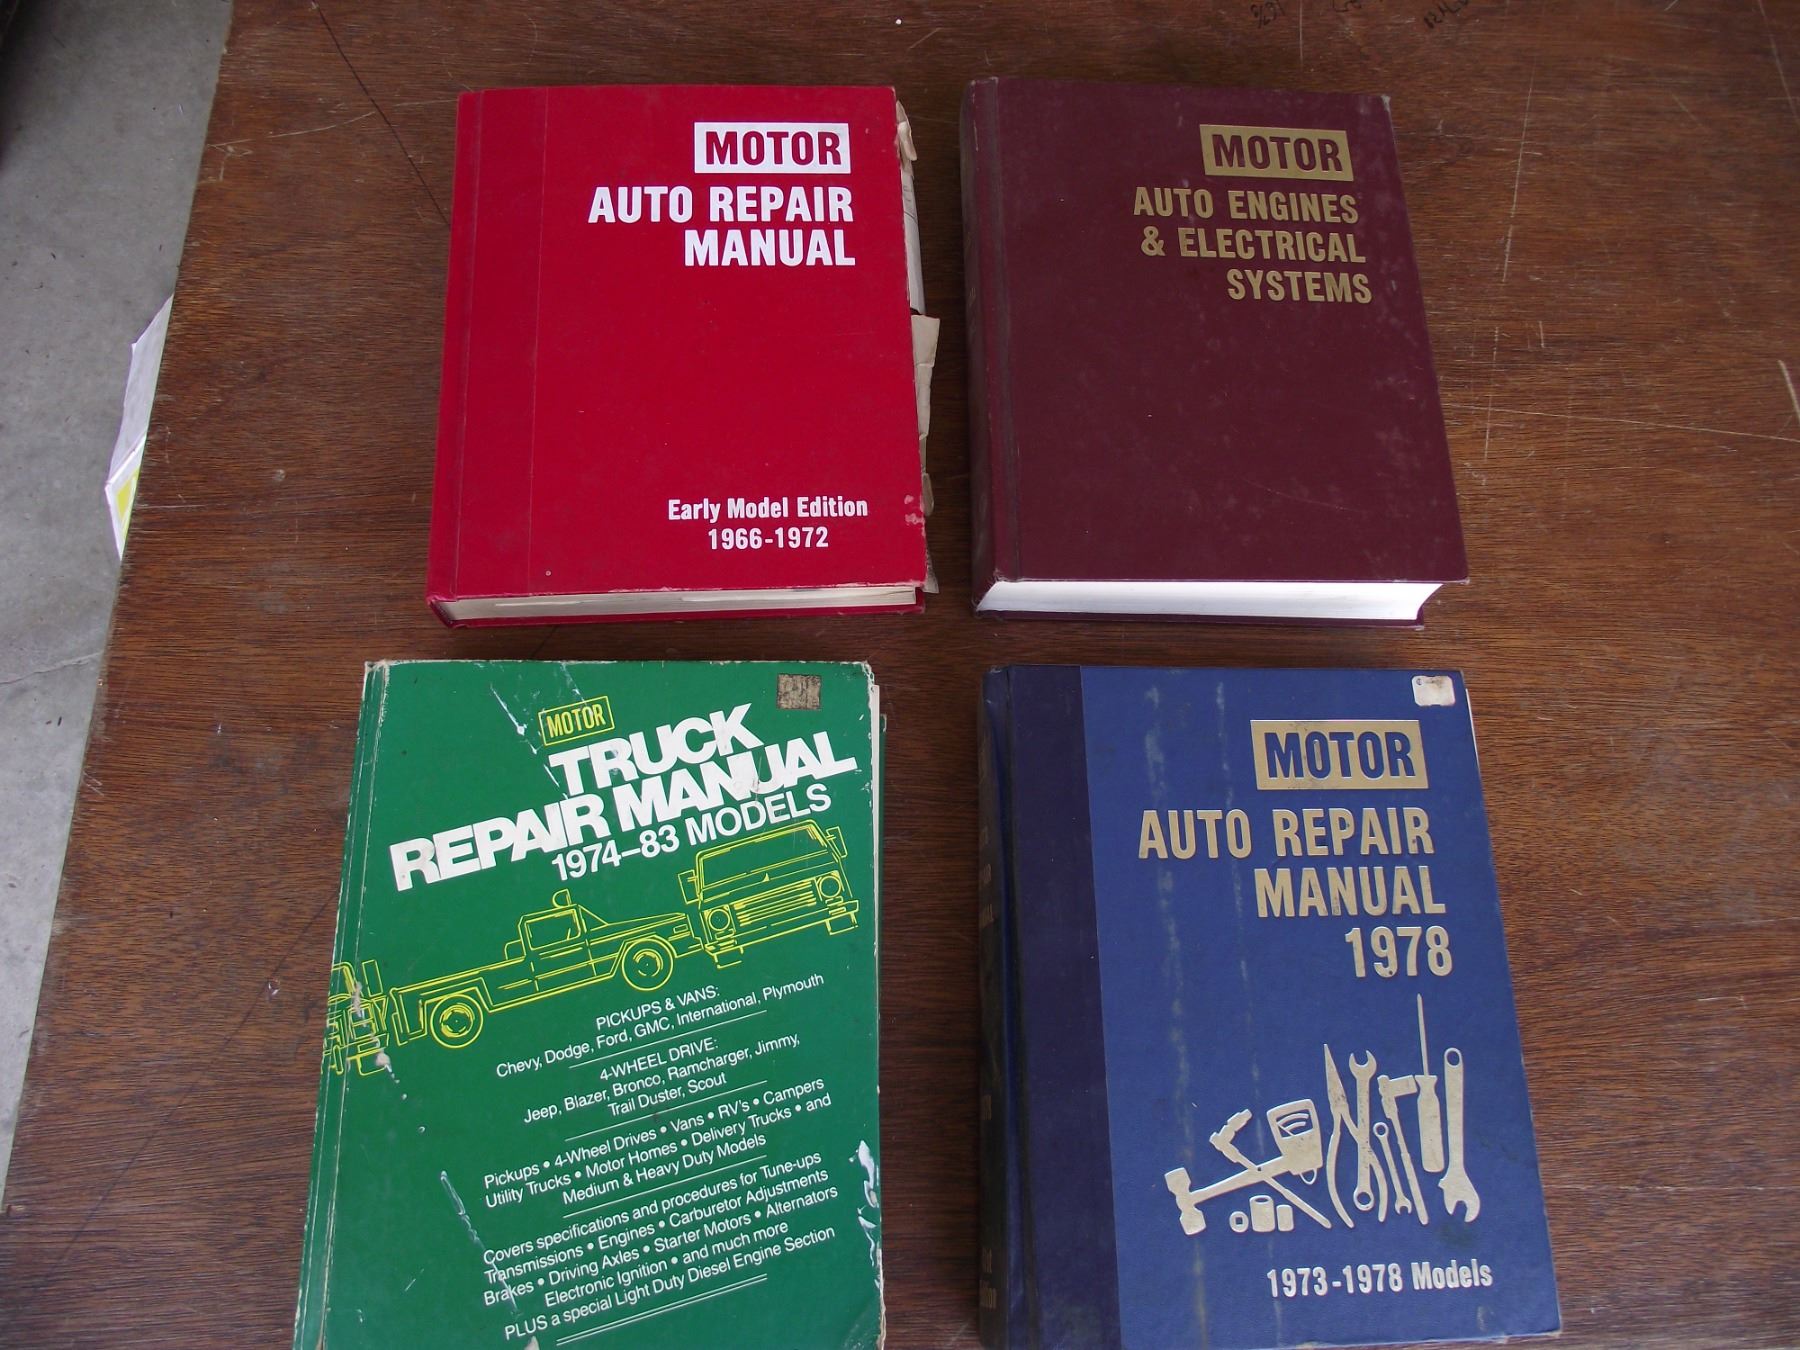 MOTOR
AUTO REPAIR
MANUAL
Early Model Edition
1966-1972
MOTOR
AUTO ENGINES
& ELECTRICAL
SYSTEMS
MOTOR
TRUCK
REPAIR MANUAL
1974-83 MODELS
PICKUPS & VANS:
Chevy, Dodge, Ford, GMC, International, Plymouth
4-WHEEL DRIVE:
Jeep, Blazer, Bronco, Ramcharger, Jimmy,
Trail Duster, Scout
Pickups • 4-Wheel Drives • Vans • RV's • Campers
Utility Trucks • Motor Homes • Delivery Trucks • and
Medium & Heavy Duty Models
Covers specifications and procedures for Tune-ups
Transmissions • Engines • Carburetor Adjustments
Brakes • Driving Axles • Starter Motors • Alternators
Electronic Ignition • and much more
PLUS a special Light Duty Diesel Engine Section
MOTOR
AUTO REPAIR
MANUAL
1978
1973-1978 Models